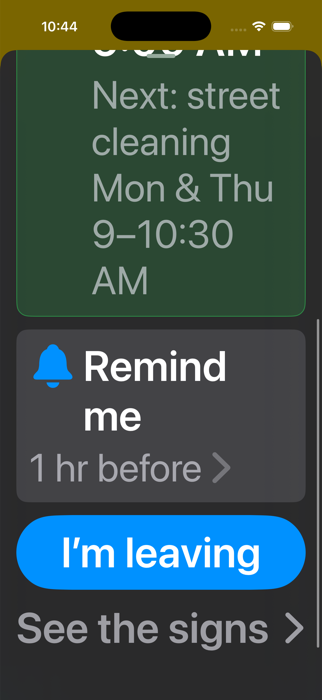 10:44
Next: street
cleaning
Mon & Thu
9–10:30
AM
Remind
me
1 hr before
I’m leaving
See the signs